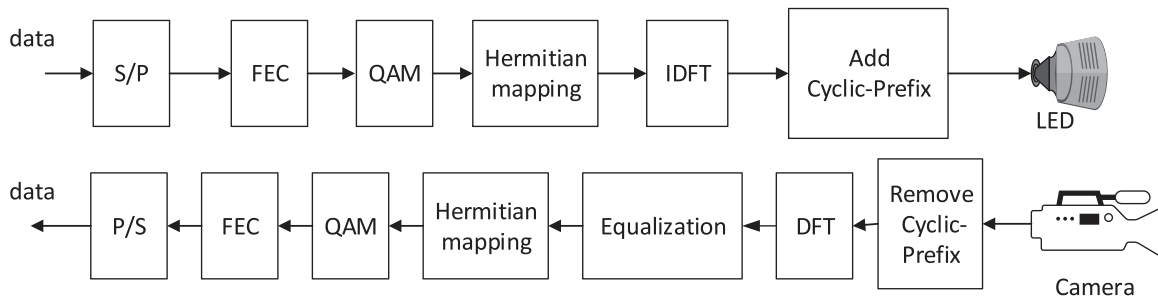 data
S/P
FEC
QAM
Hermitian
mapping
IDFT
Add
Cyclic-Prefix
LED
data
P/S
FEC
QAM
Hermitian
mapping
Equalization
DFT
Remove
Cyclic-
Prefix
Camera